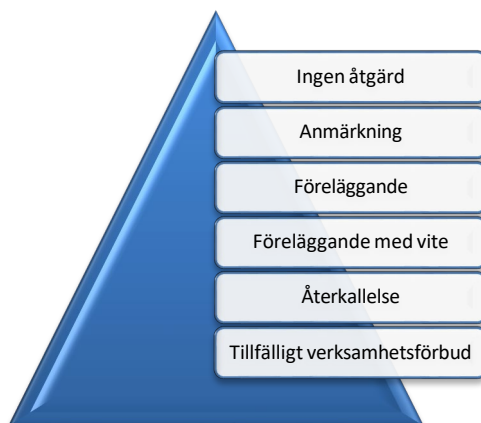 Ingen åtgärd
Anmärkning
Föreläggande
Föreläggande med vite
Återkallelse
Tillfälligt verksamhetsförbud